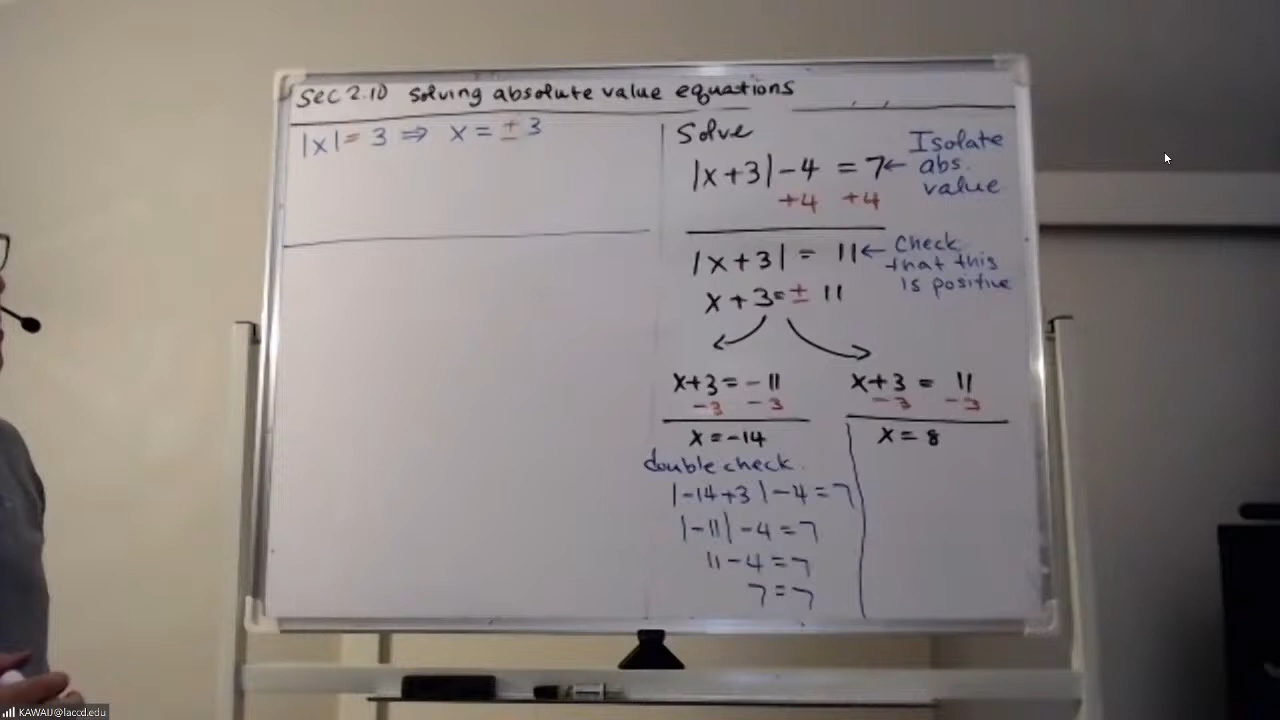 Sec 2.10 Solving absolute value equations
|x| = 3 ⇒ x = ± 3
Solve
|x+3| - 4 = 7 ← Isolate abs. value
+4 +4
|x+3| = 11 ← Check that this is positive
x+3 = ± 11
x+3 = -11
-3 -3
x = -14
double check.
|-14+3| - 4 = 7
|-11| - 4 = 7
11 - 4 = 7
7 = 7
x+3 = 11
-3 -3
x = 8
KAWAIJ@laccd.edu